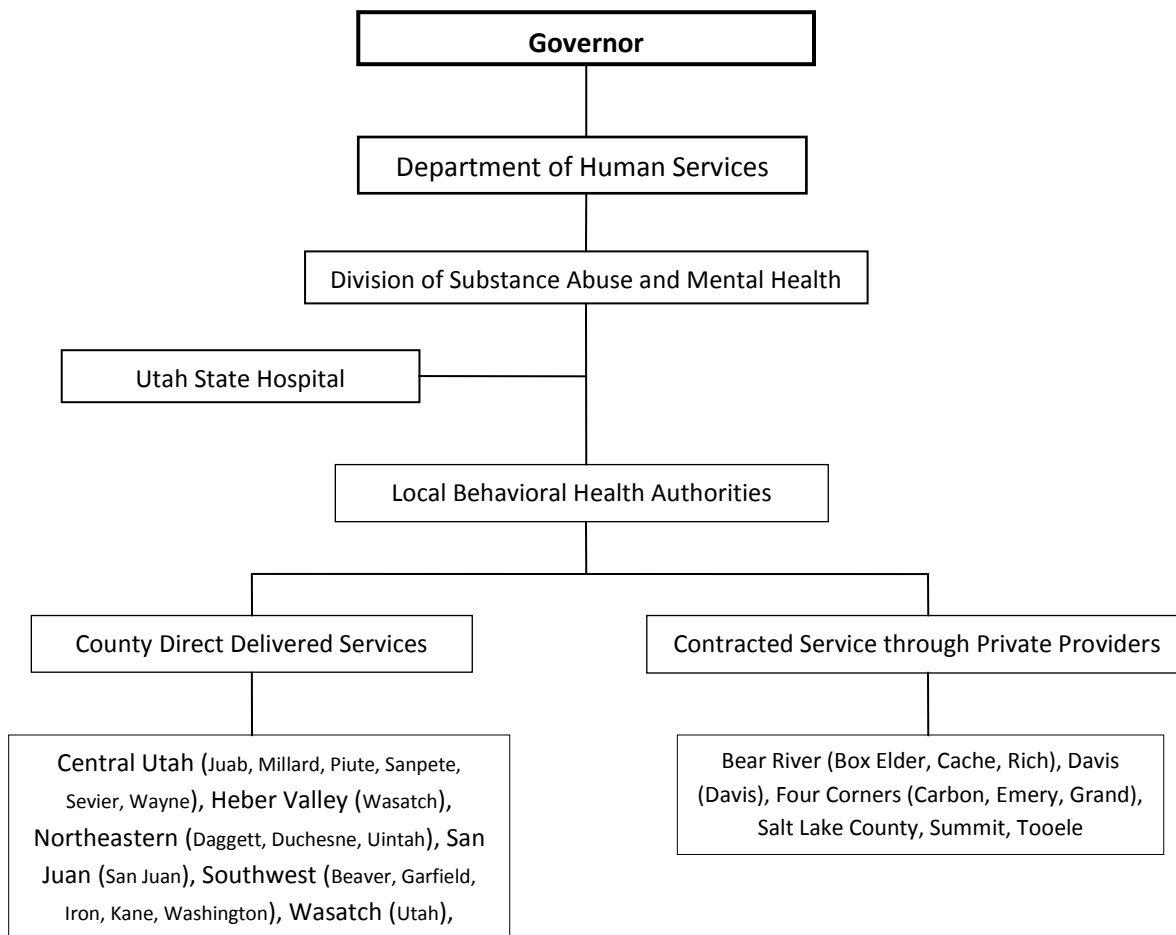 Governor
Department of Human Services
Division of Substance Abuse and Mental Health
Utah State Hospital
Local Behavioral Health Authorities
County Direct Delivered Services
Contracted Service through Private Providers
Central Utah (Juab, Millard, Piute, Sanpete,
Sevier, Wayne), Heber Valley (Wasatch),
Northeastern (Daggett, Duchesne, Uintah), San
Juan (San Juan), Southwest (Beaver, Garfield,
Iron, Kane, Washington), Wasatch (Utah),
Bear River (Box Elder, Cache, Rich), Davis
(Davis), Four Corners (Carbon, Emery, Grand),
Salt Lake County, Summit, Tooele